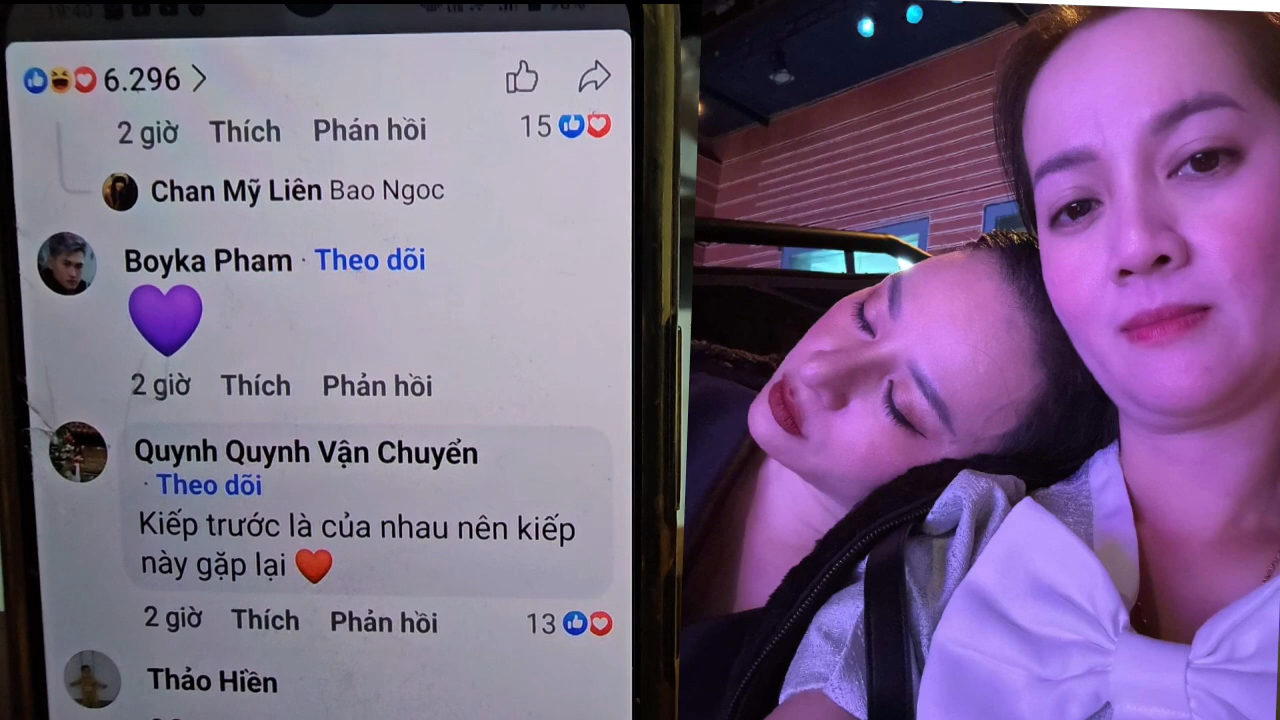 19:40
6.296
2 giờ Thích Phản hồi 15
Chan Mỹ Liên Bao Ngoc
Boyka Pham · Theo dõi
2 giờ Thích Phản hồi
Quynh Quynh Vận Chuyển
· Theo dõi
Kiếp trước là của nhau nên kiếp
này gặp lại
2 giờ Thích Phản hồi 13
Thảo Hiền